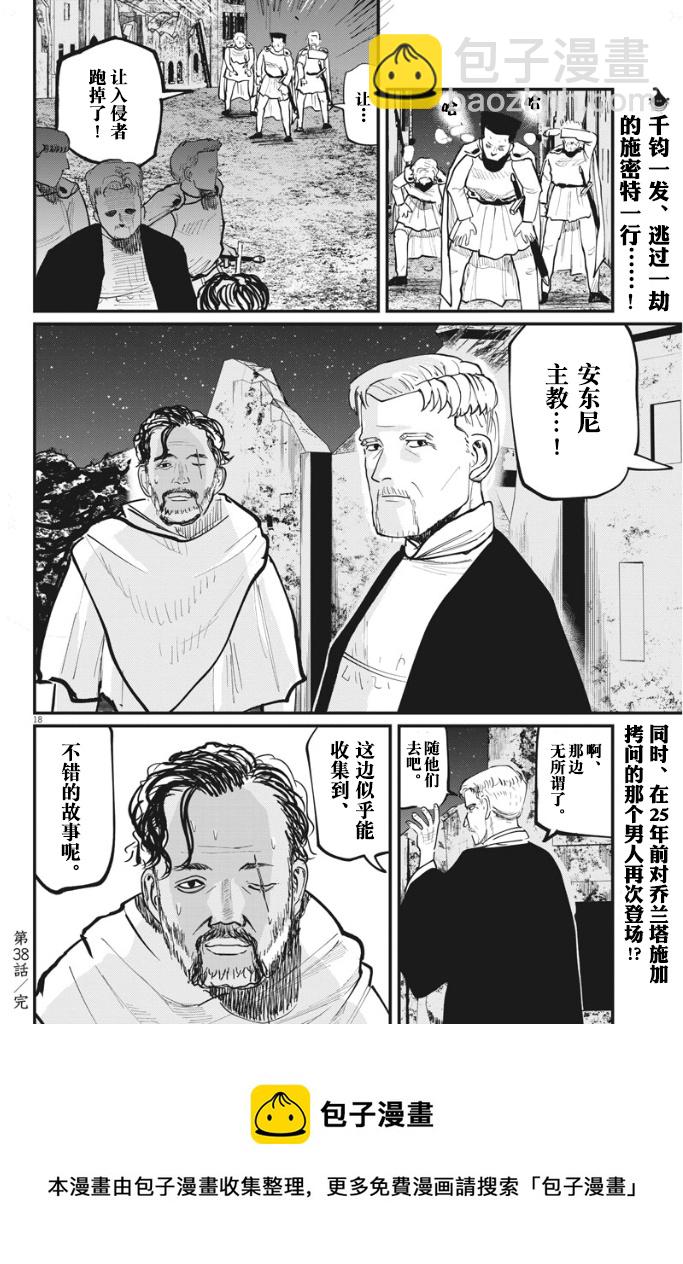 千钧一发、逃过一劫
的施密特一行……！
哈
哈
让…
让入侵者
跑掉了！
包子漫畫
baozimh.com
安东尼
主教…！
18
同时、在25年前对乔兰塔施加
拷问的那个男人再次登场!?
啊、
那边
无所谓了。
随他们
去吧。
这边似乎能
收集到、
不错的故事呢。
第38話／完
包子漫畫
本漫畫由包子漫畫收集整理，更多免費漫画請搜索「包子漫畫」